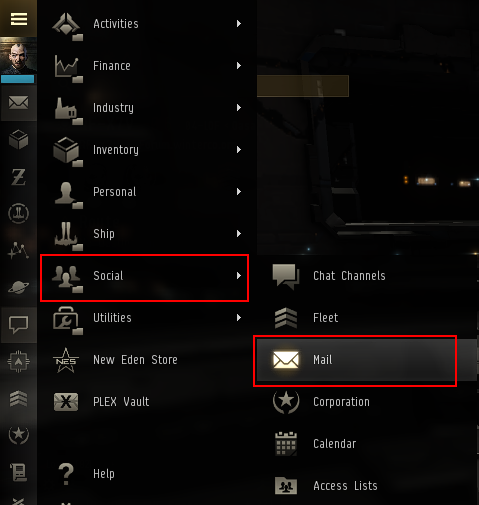 Activities
Finance
Industry
Inventory
Personal
Ship
Social
Utilities
NES New Eden Store
PLEX Vault
Help
Chat Channels
Fleet
Mail
Corporation
Calendar
Access Lists